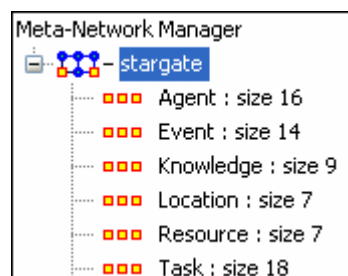 Meta-Network Manager
stargate
Agent : size 16
Event : size 14
Knowledge : size 9
Location : size 7
Resource : size 7
Task : size 18